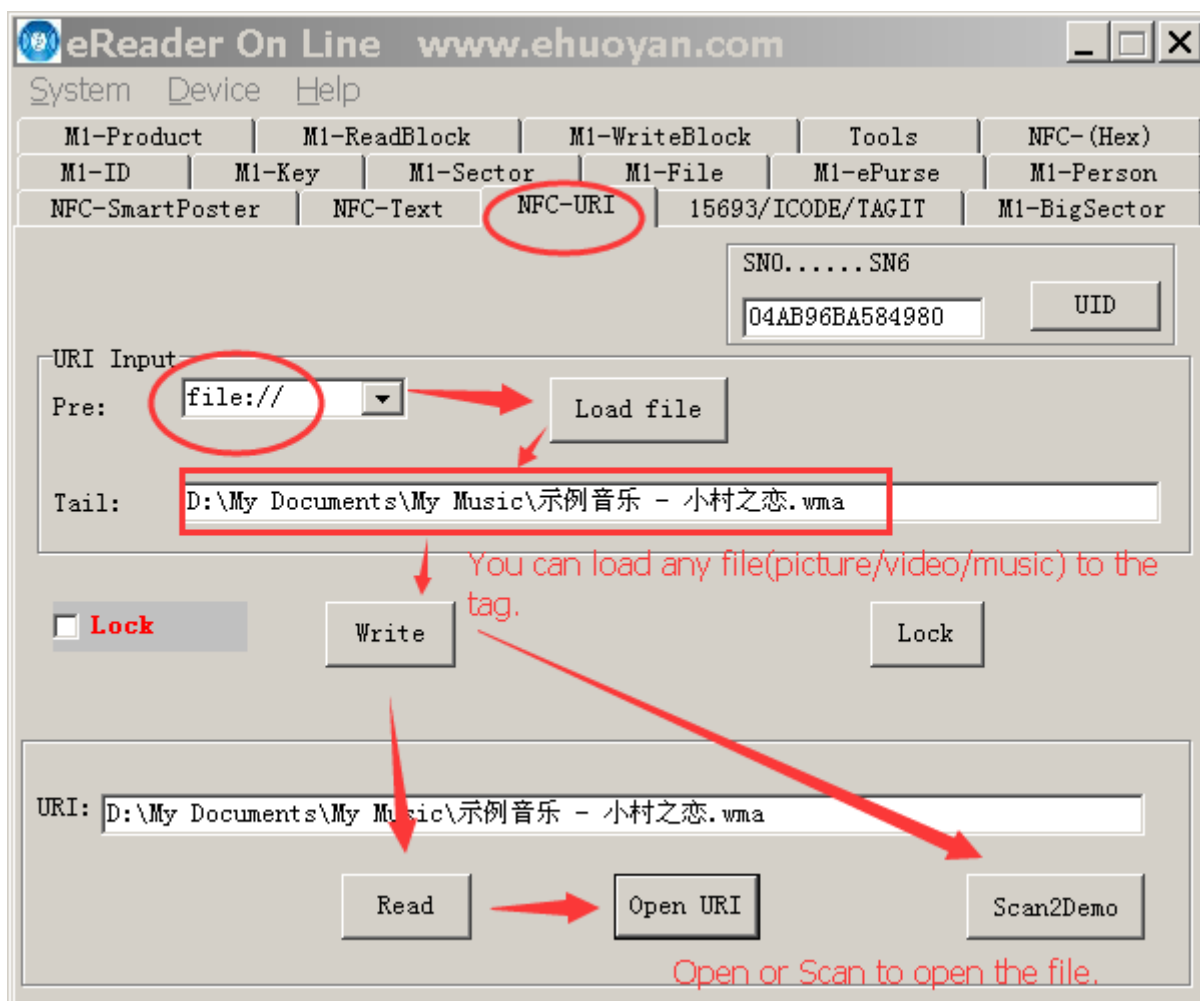 eReader On Line www.ehuoyan.com
System Device Help
M1-Product M1-ReadBlock M1-WriteBlock Tools NFC-(Hex)
M1-ID M1-Key M1-Sector M1-File M1-ePurse M1-Person
NFC-SmartPoster NFC-Text NFC-URI 15693/ICODE/TAGIT M1-BigSector
SN0......SN6
04AB96BA584980 UID
URI Input
Pre: file:// Load file
Tail: D:\My Documents\My Music\示例音乐 - 小村之恋.wma
You can load any file(picture/video/music) to the
tag.
Lock Write Lock
URI: D:\My Documents\My Music\示例音乐 - 小村之恋.wma
Read Open URI Scan2Demo
Open or Scan to open the file.